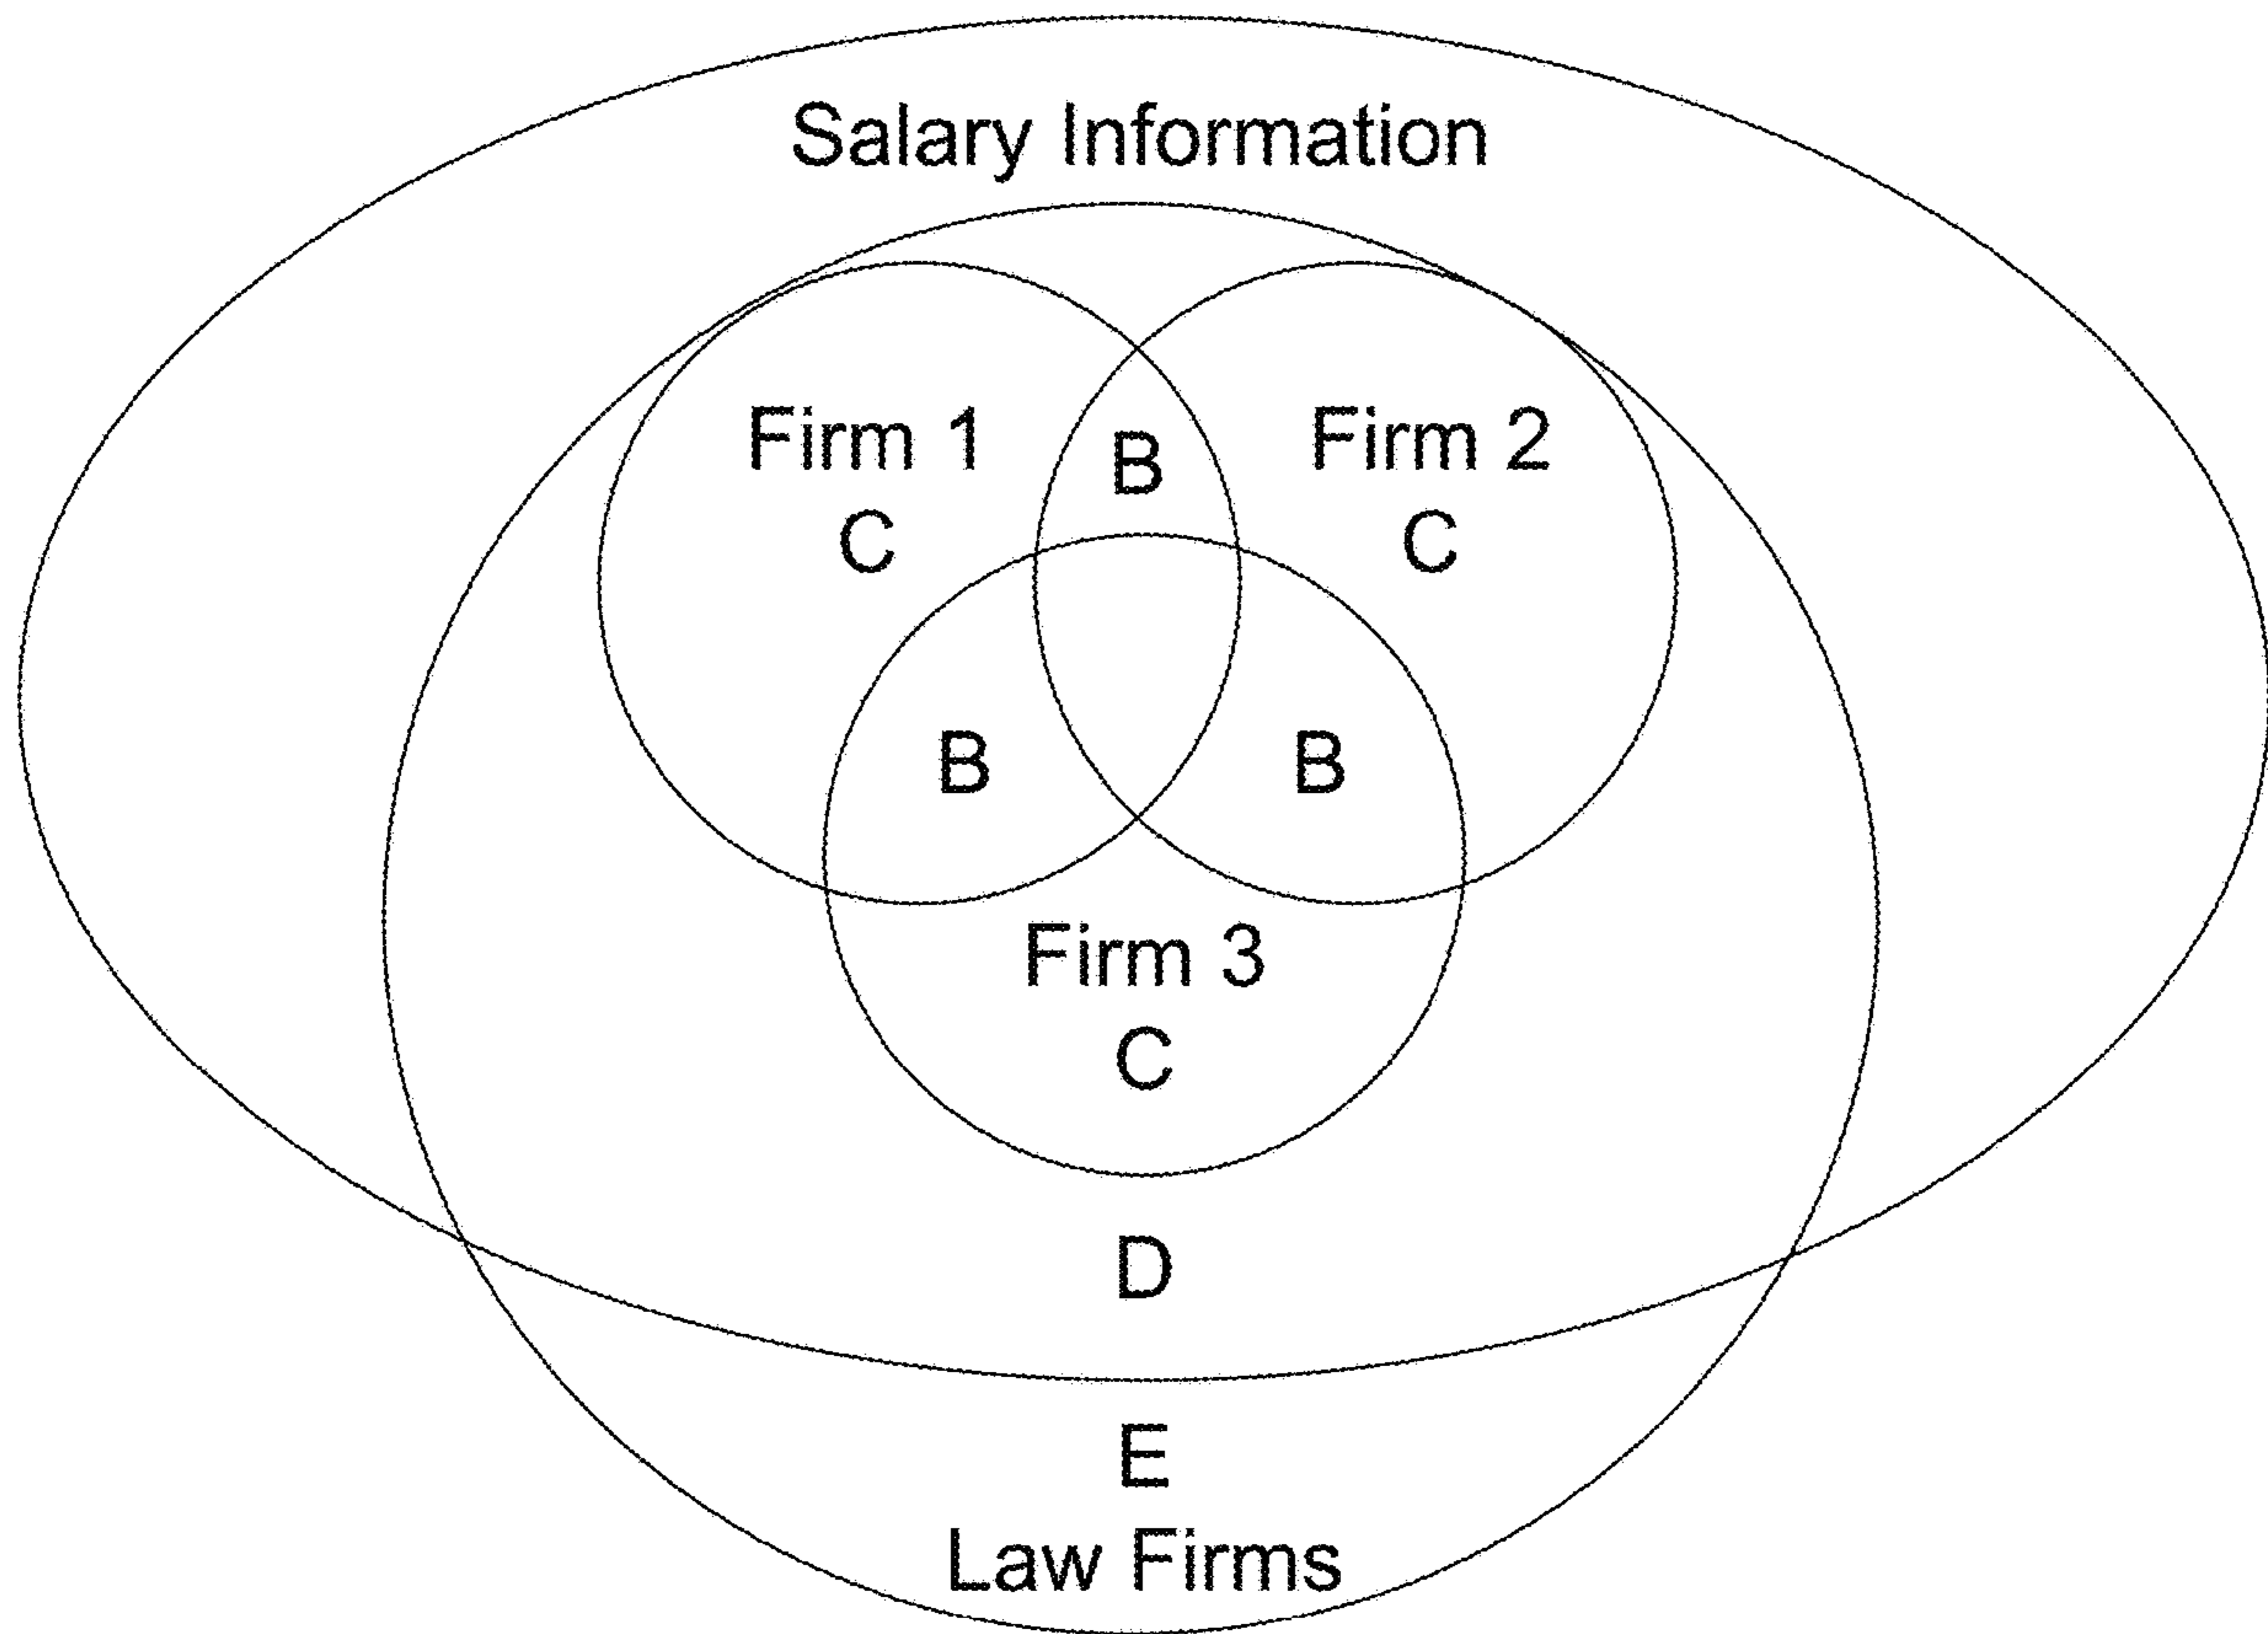 Salary Information
Firm 1
B
Firm 2
C
C
B
B
Firm 3
C
D
E
Law Firms